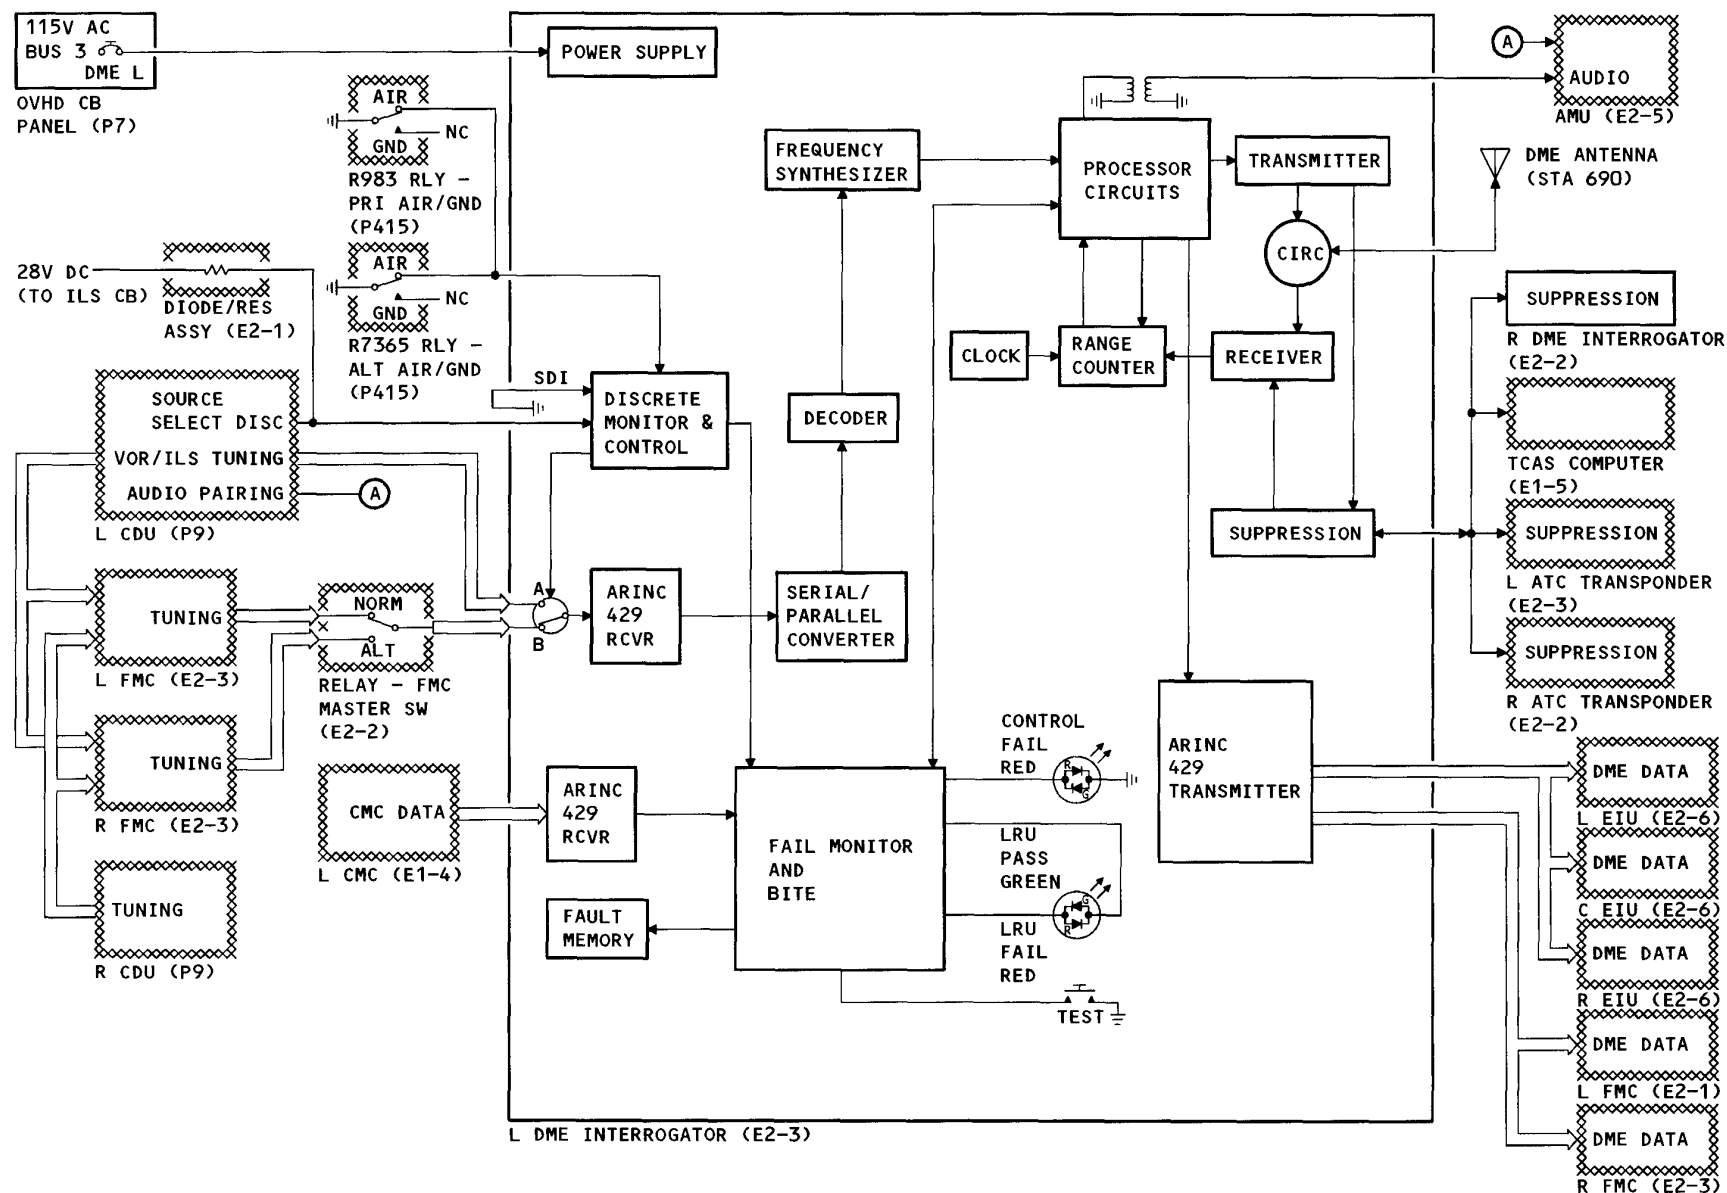 115V AC
BUS 3
DME L
OVHD CB
PANEL (P7)
POWER SUPPLY
AIR
NC
GND
R983 RLY -
PRI AIR/GND
(P415)
AIR
NC
GND
R7365 RLY -
ALT AIR/GND
(P415)
28V DC
(TO ILS CB)
DIODE/RES
ASSY (E2-1)
SOURCE
SELECT DISC
VOR/ILS TUNING
AUDIO PAIRING
A
L CDU (P9)
TUNING
L FMC (E2-3)
TUNING
R FMC (E2-3)
TUNING
R CDU (P9)
NORM
ALT
RELAY - FMC
MASTER SW
(E2-2)
CMC DATA
L CMC (E1-4)
SDI
DISCRETE
MONITOR &
CONTROL
A
B
ARINC
429
RCVR
SERIAL/
PARALLEL
CONVERTER
DECODER
FREQUENCY
SYNTHESIZER
PROCESSOR
CIRCUITS
TRANSMITTER
CIRC
CLOCK
RANGE
COUNTER
RECEIVER
SUPPRESSION
ARINC
429
RCVR
FAULT
MEMORY
FAIL MONITOR
AND
BITE
CONTROL
FAIL
RED
R
G
LRU
PASS
GREEN
G
R
LRU
FAIL
RED
TEST
ARINC
429
TRANSMITTER
L DME INTERROGATOR (E2-3)
A
AUDIO
AMU (E2-5)
DME ANTENNA
(STA 690)
SUPPRESSION
R DME INTERROGATOR
(E2-2)
TCAS COMPUTER
(E1-5)
SUPPRESSION
L ATC TRANSPONDER
(E2-3)
SUPPRESSION
R ATC TRANSPONDER
(E2-2)
DME DATA
L EIU (E2-6)
DME DATA
C EIU (E2-6)
DME DATA
R EIU (E2-6)
DME DATA
L FMC (E2-1)
DME DATA
R FMC (E2-3)